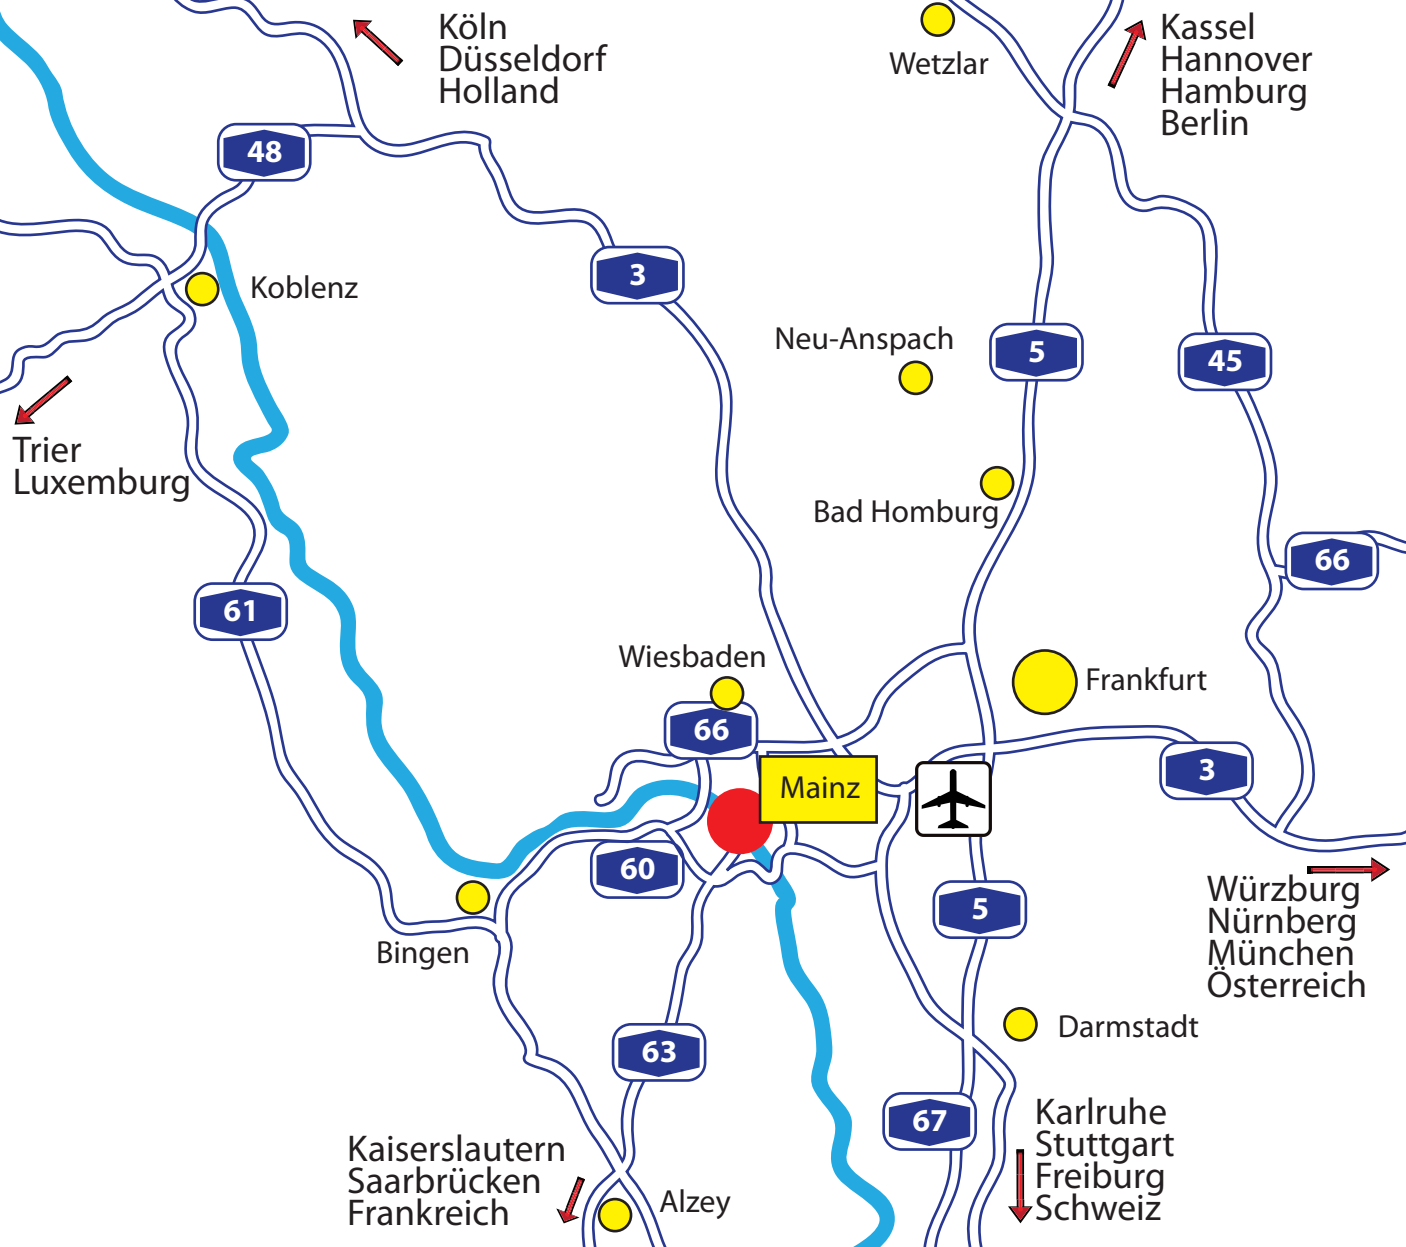 Köln
Düsseldorf
Holland
Wetzlar
Kassel
Hannover
Hamburg
Berlin
48
3
Koblenz
Neu-Anspach
5
45
Trier
Luxemburg
Bad Homburg
66
61
Wiesbaden
Frankfurt
66
3
Mainz
60
Würzburg
Nürnberg
München
Österreich
5
Bingen
Darmstadt
63
67
Karlruhe
Stuttgart
Freiburg
Schweiz
Kaiserslautern
Saarbrücken
Frankreich
Alzey